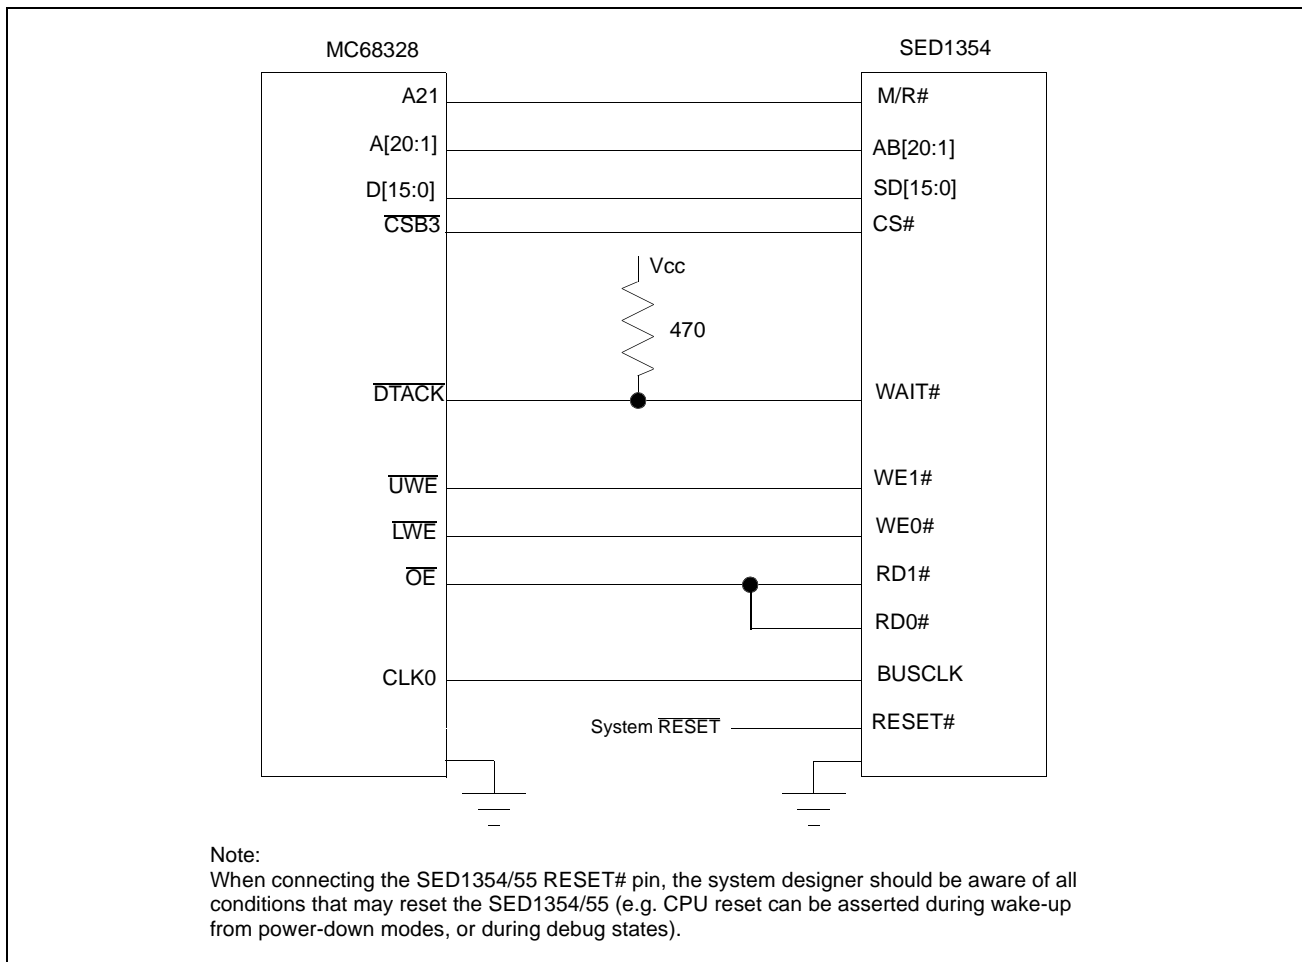 MC68328 SED1354
A21 M/R#
A[20:1] AB[20:1]
D[15:0] SD[15:0]
CSB3 CS#
Vcc
470
DTACK WAIT#
UWE WE1#
LWE WE0#
OE RD1#
RD0#
CLK0 BUSCLK
System RESET RESET#
Note:
When connecting the SED1354/55 RESET# pin, the system designer should be aware of all
conditions that may reset the SED1354/55 (e.g. CPU reset can be asserted during wake-up
from power-down modes, or during debug states).